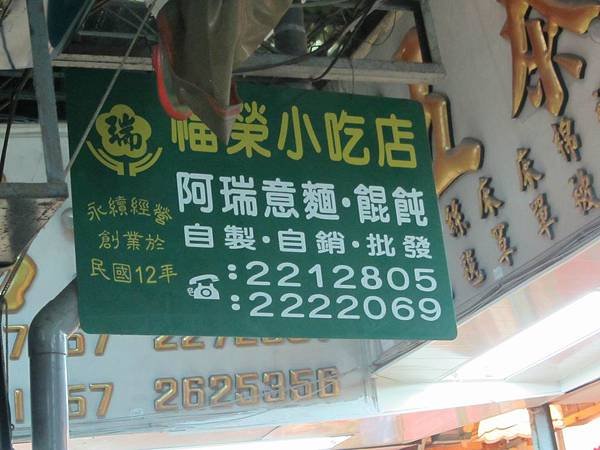 瑞
福榮小吃店
阿瑞意麵·餛飩
自製·自銷·批發
永續經營
創業於
民國12年
☎:2212805
:2222069
2625356